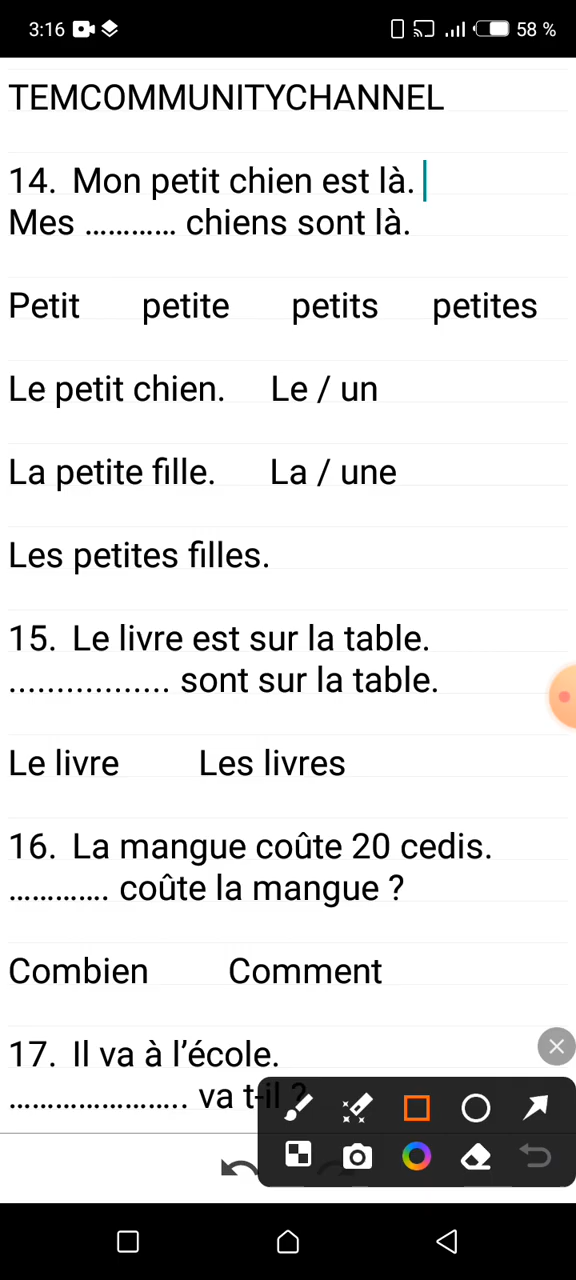 3:16 58 %
TEMCOMMUNITYCHANNEL
14. Mon petit chien est là.
Mes ............ chiens sont là.
Petit petite petits petites
Le petit chien. Le / un
La petite fille. La / une
Les petites filles.
15. Le livre est sur la table.
................. sont sur la table.
Le livre Les livres
16. La mangue coûte 20 cedis.
............. coûte la mangue ?
Combien Comment
17. Il va à l’école.
...................... va t-il ?